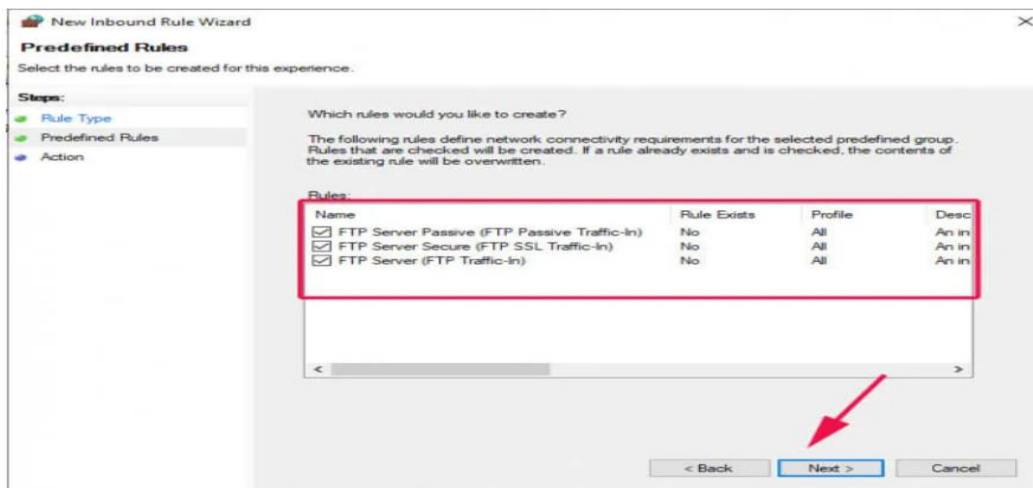 New Inbound Rule Wizard
Predefined Rules
Select the rules to be created for this experience.
Steps:
Rule Type
Predefined Rules
Action
Which rules would you like to create?
The following rules define network connectivity requirements for the selected predefined group.
Rules that are checked will be created. If a rule already exists and is checked, the contents of
the existing rule will be overwritten.
Rules:
Name Rule Exists Profile Desc
FTP Server Passive (FTP Passive Traffic-In) No All An in
FTP Server Secure (FTP SSL Traffic-In) No All An in
FTP Server (FTP Traffic-In) No All An in
< Back Next > Cancel